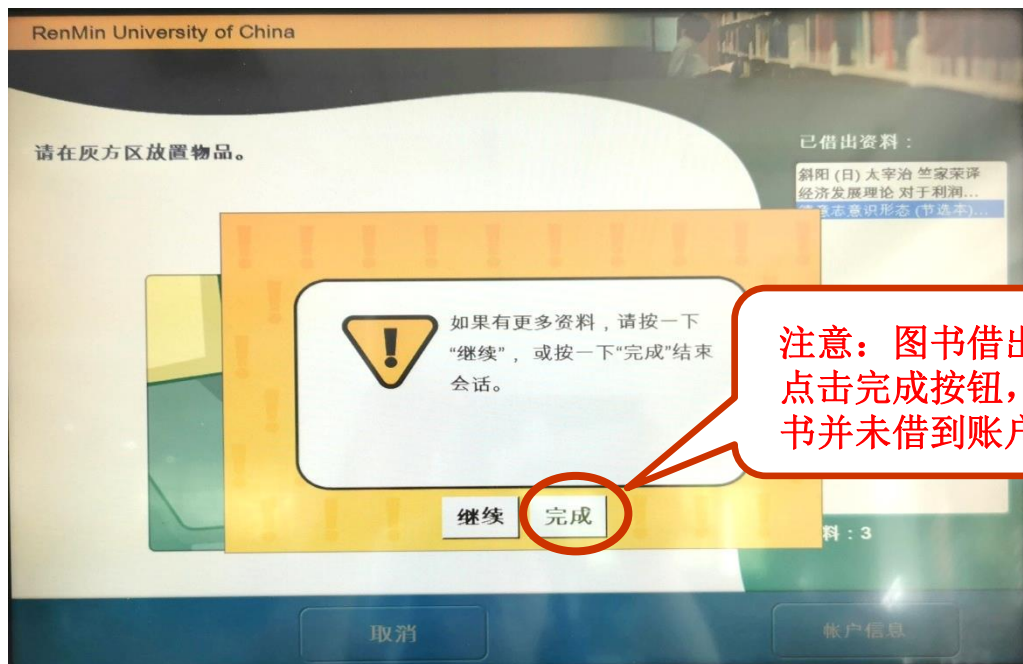 RenMin University of China
请在灰方区放置物品。
已借出资料：
斜阳 (日) 太宰治 竺家荣译
经济发展理论 对于利润...
意志意识形态 (节选本)...
如果有更多资料，请按一下
“继续”，或按一下“完成”结束
会话。
注意：图书借出
点击完成按钮，
书并未借到账户
继续
完成
料：3
取消
帐户信息